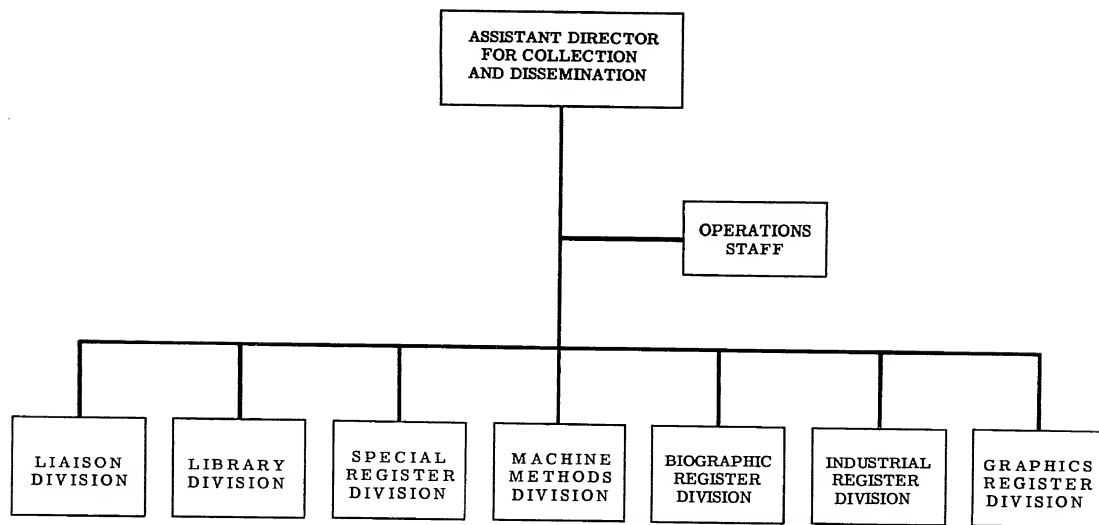 ASSISTANT DIRECTOR
FOR COLLECTION
AND DISSEMINATION
OPERATIONS
STAFF
LIAISON
DIVISION
LIBRARY
DIVISION
SPECIAL
REGISTER
DIVISION
MACHINE
METHODS
DIVISION
BIOGRAPHIC
REGISTER
DIVISION
INDUSTRIAL
REGISTER
DIVISION
GRAPHICS
REGISTER
DIVISION